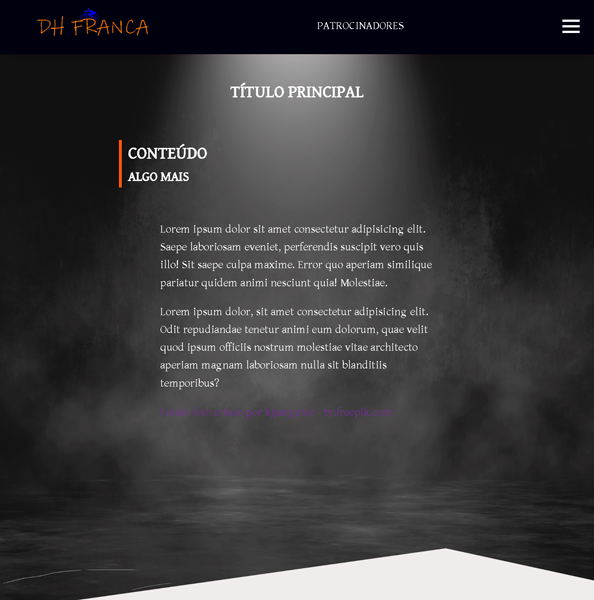 DH FRANCA
PATROCINADORES
TÍTULO PRINCIPAL
CONTEÚDO
ALGO MAIS
Lorem ipsum dolor sit amet consectetur adipisicing elit.
Saepe laboriosam eveniet, perferendis suscipit vero quis
illo! Sit saepe culpa maxime. Error quo aperiam similique
pariatur quidem animi nesciunt quia! Molestiae.
Lorem ipsum dolor, sit amet consectetur adipisicing elit.
Odit repudiandae tenetur animi eum dolorum, quae velit
quod ipsum officiis nostrum molestiae vitae architecto
aperiam magnam laboriosam nulla sit blanditiis
temporibus?